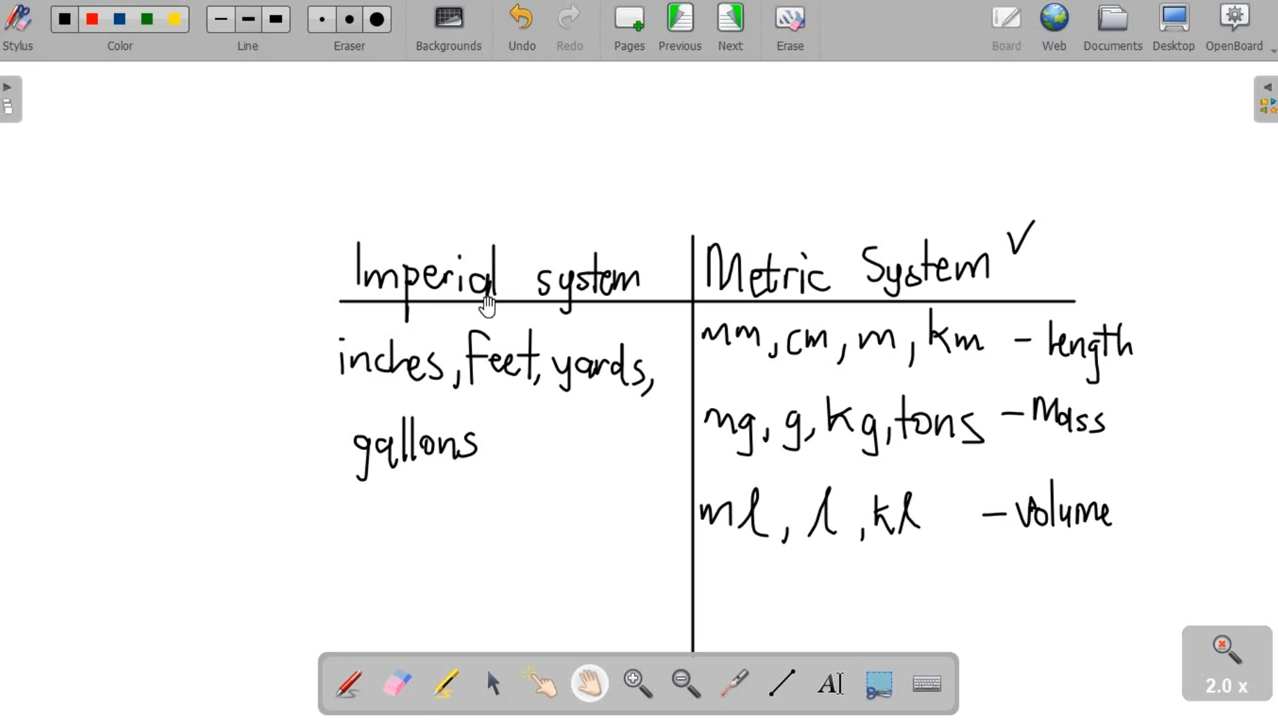 Stylus
Color
Line
Eraser
Backgrounds
Undo
Redo
Pages
Previous
Next
Erase
Board
Web
Documents
Desktop
OpenBoard
Imperial system
Metric System ✓
inches, feet, yards,
gallons
mm, cm, m, km - length
mg, g, kg, tons - Mass
ml, l, kl - volume
2.0 x